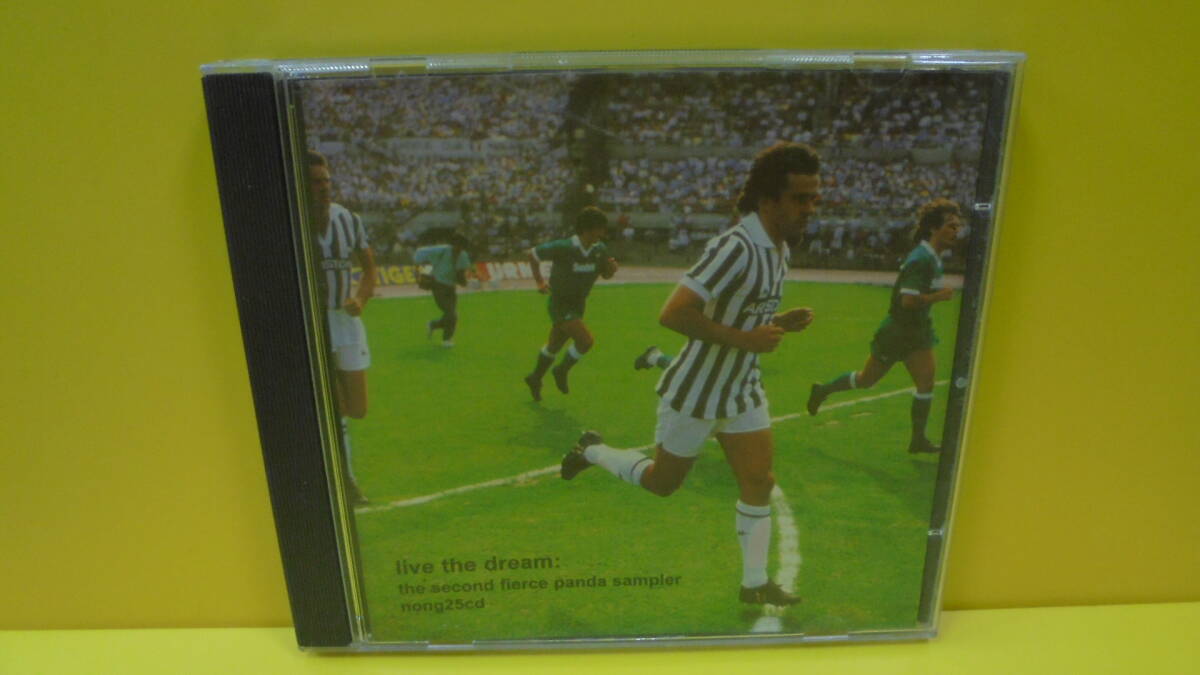 live the dream:
the second fierce panda sampler
nong25cd